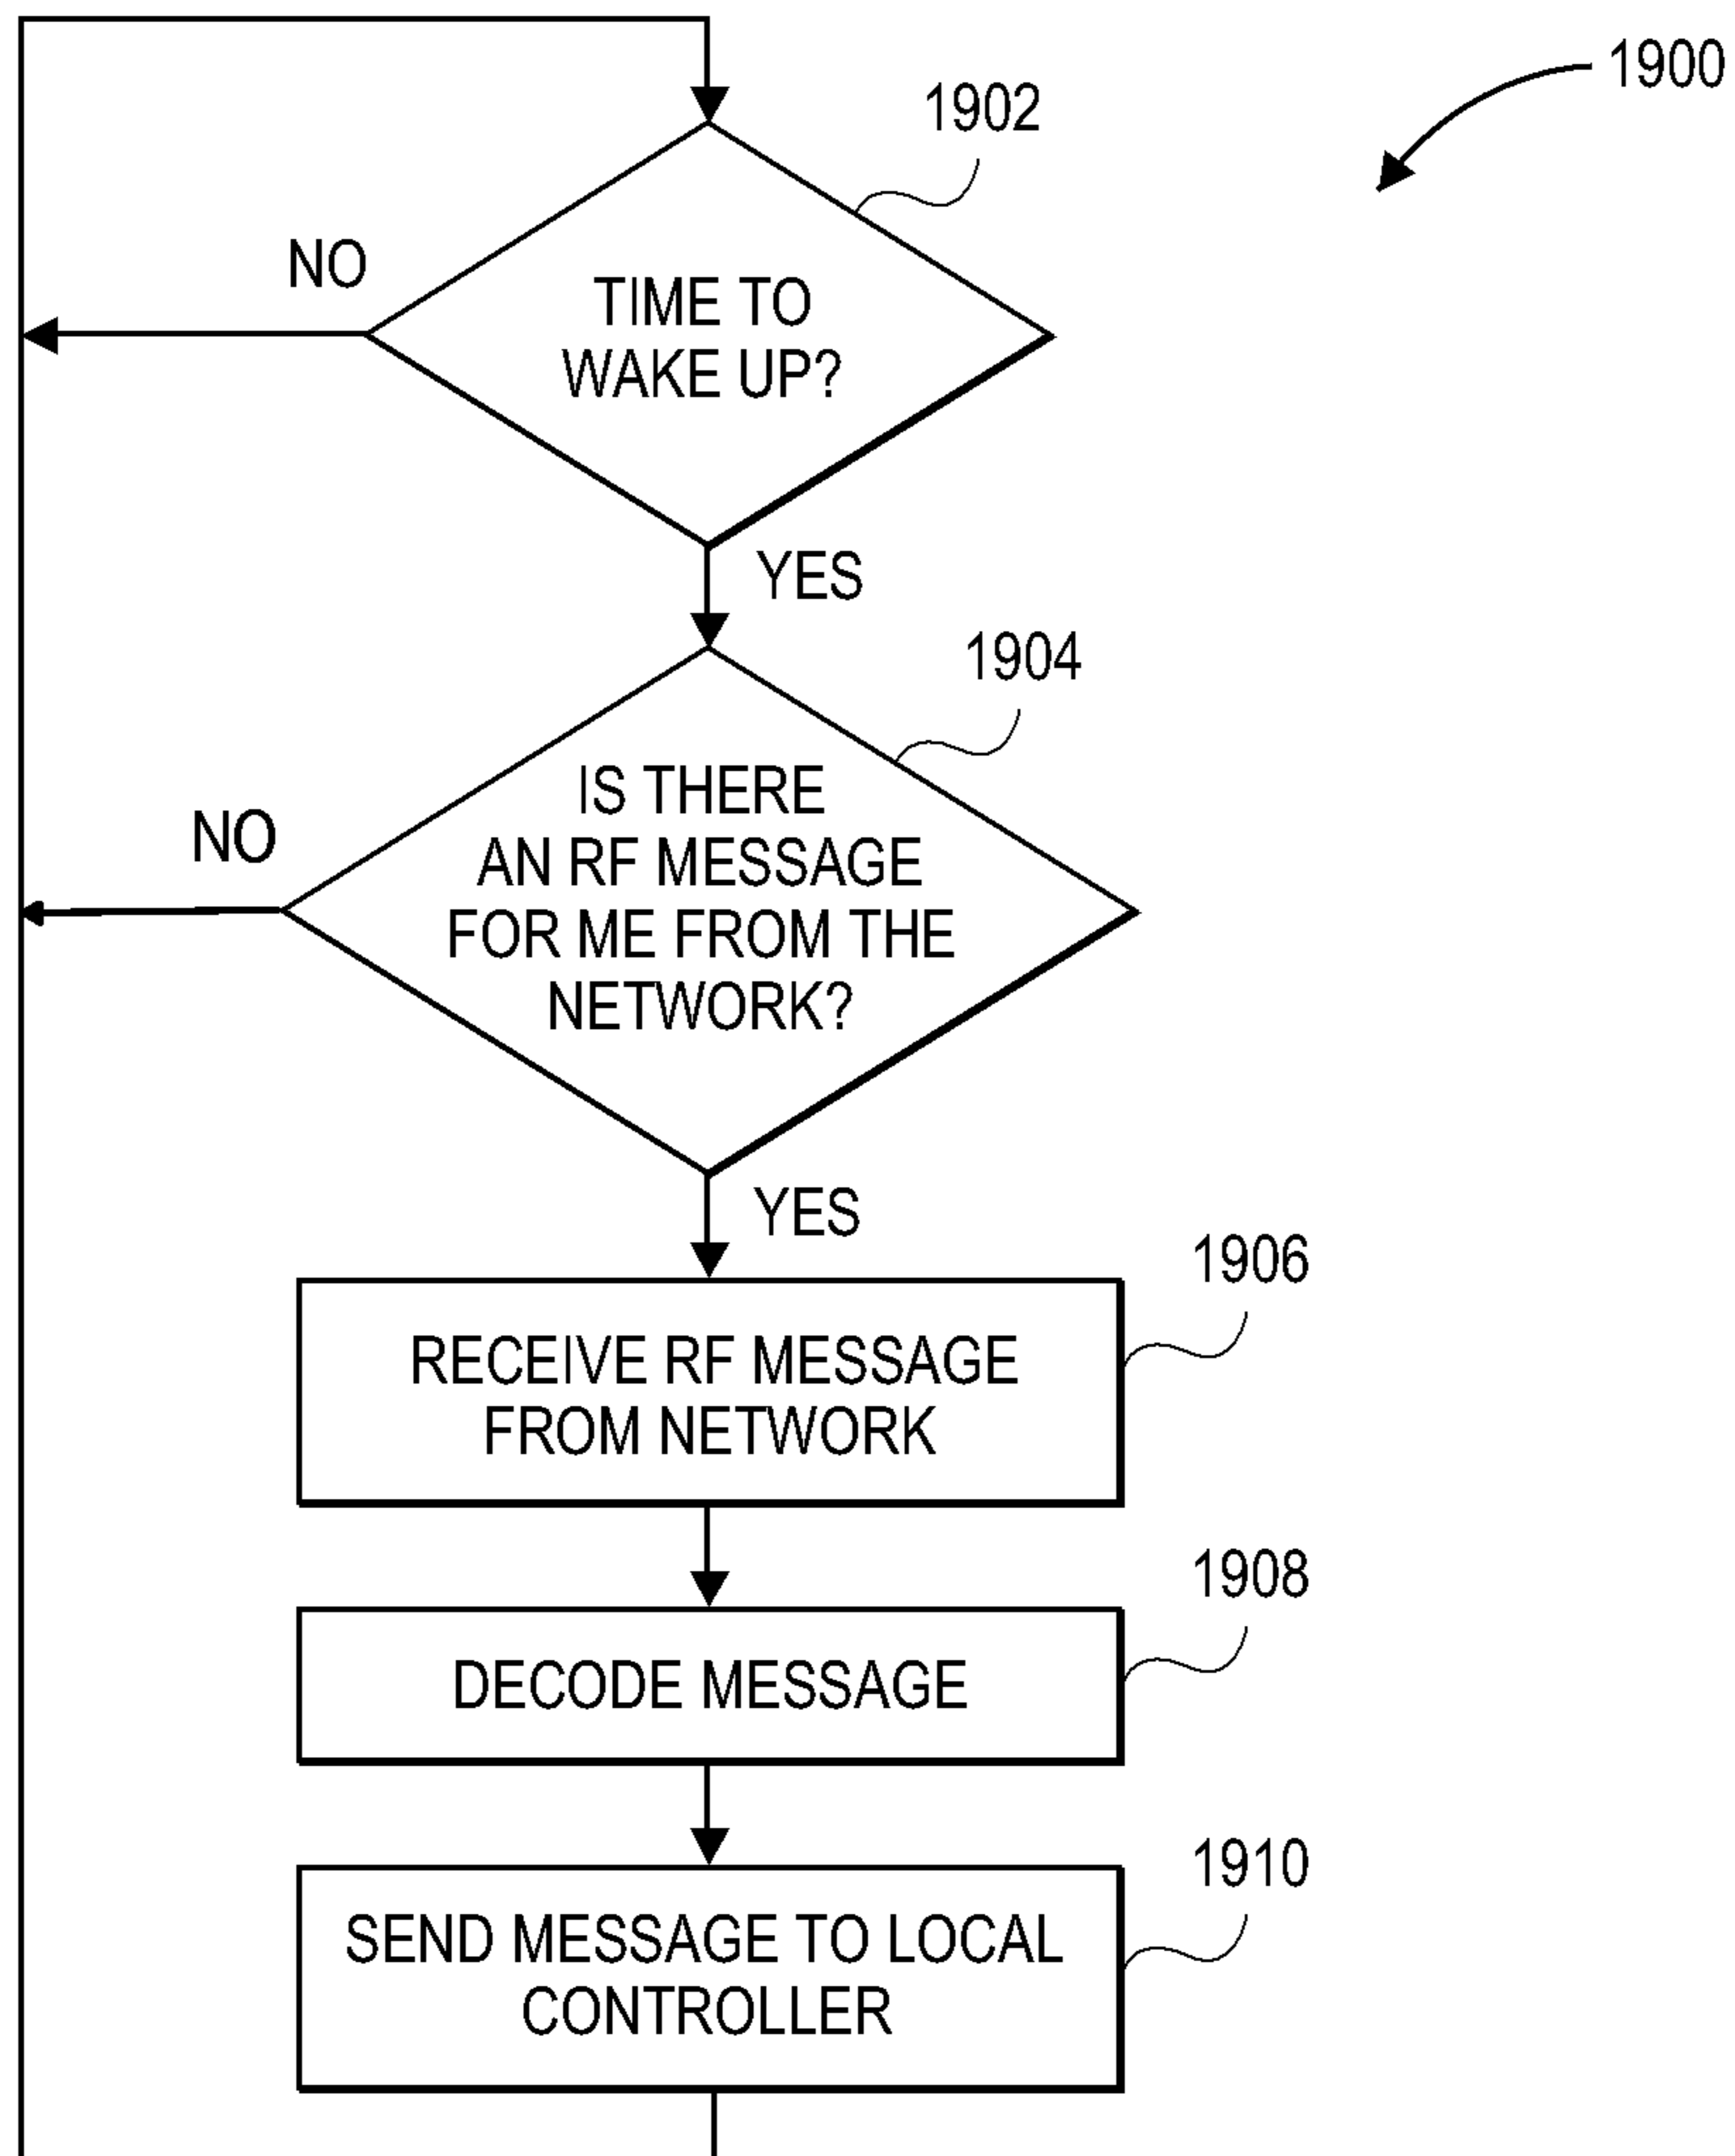 1900
1902
NO
TIME TO
WAKE UP?
YES
1904
IS THERE
AN RF MESSAGE
FOR ME FROM THE
NETWORK?
NO
YES
1906
RECEIVE RF MESSAGE
FROM NETWORK
1908
DECODE MESSAGE
1910
SEND MESSAGE TO LOCAL
CONTROLLER